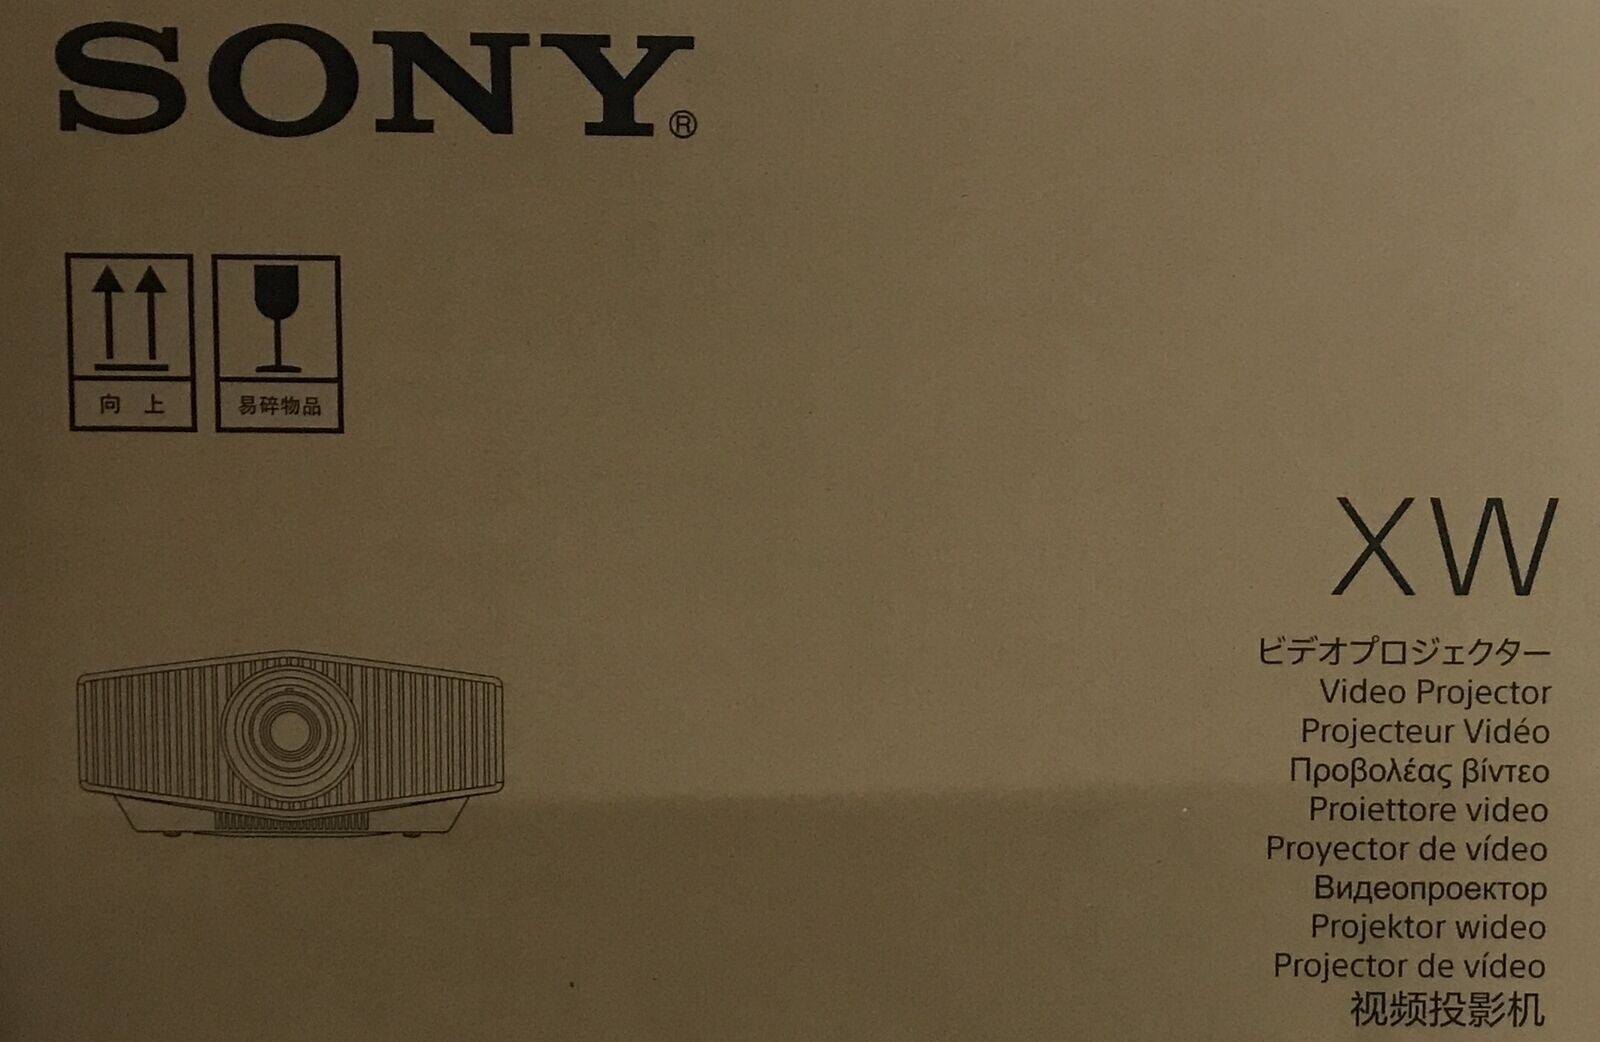 SONY®
向上
易碎物品
XW
ビデオプロジェクター
Video Projector
Projecteur Vidéo
Προβολέας βίντεο
Proiettore video
Proyector de vídeo
Видеопроектор
Projektor wideo
Projector de vídeo
视频投影机